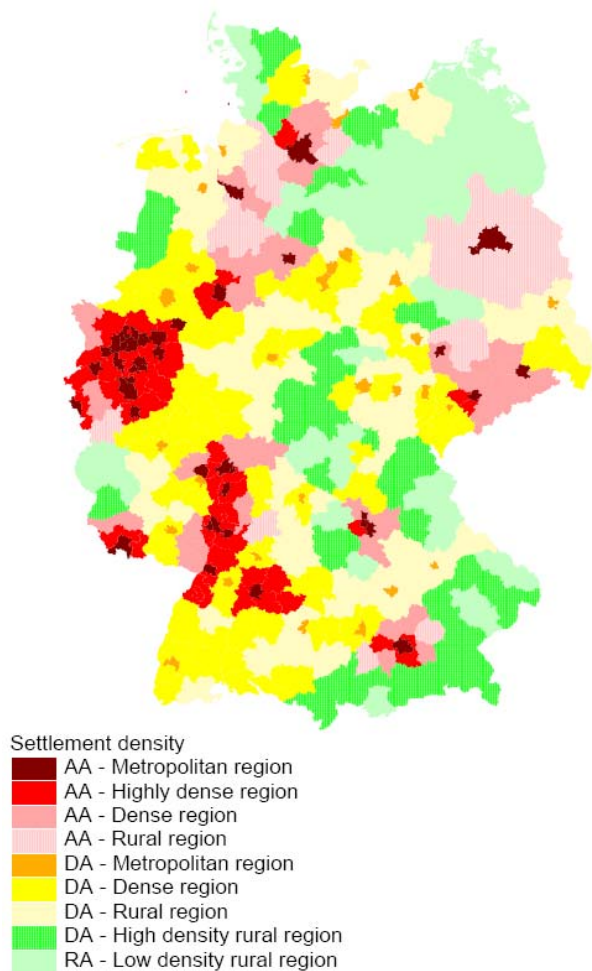 Settlement density
AA - Metropolitan region
AA - Highly dense region
AA - Dense region
AA - Rural region
DA - Metropolitan region
DA - Dense region
DA - Rural region
DA - High density rural region
RA - Low density rural region